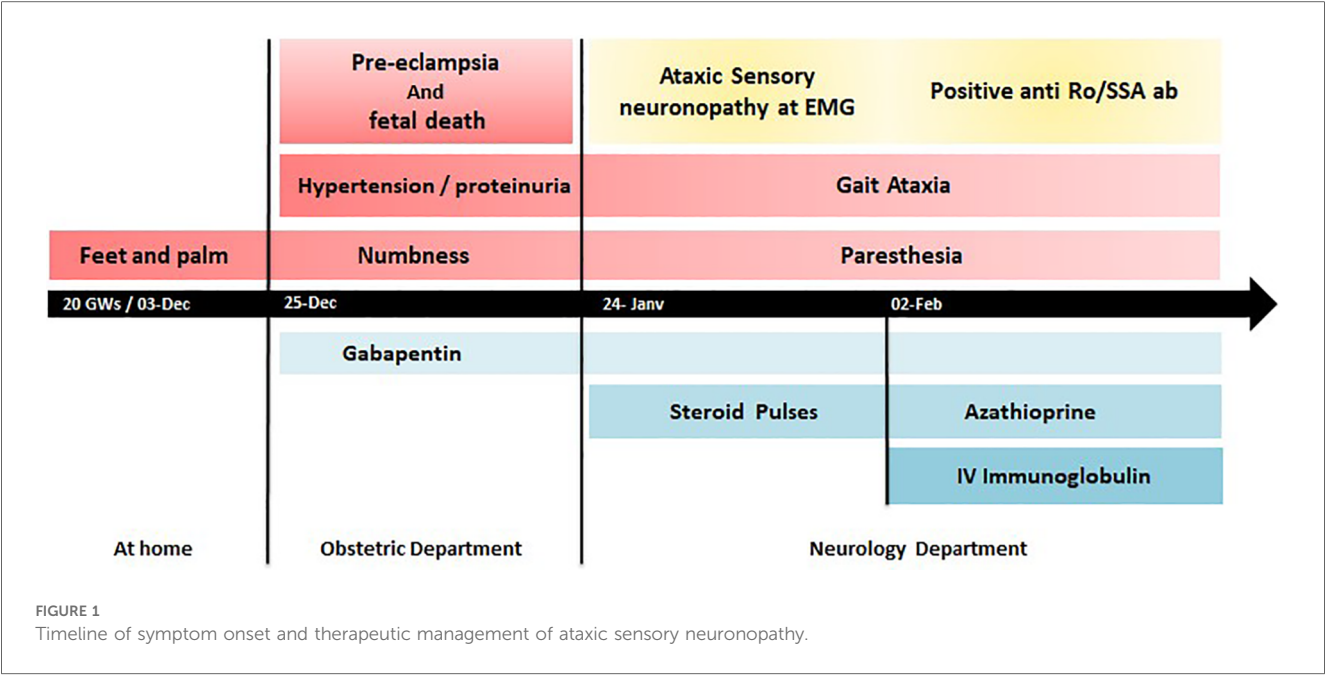 Pre-eclampsia
And
fetal death
Ataxic Sensory
neuronopathy at EMG
Positive anti Ro/SSA ab
Hypertension / proteinuria
Gait Ataxia
Feet and palm
Numbness
Paresthesia
20 GWs / 03-Dec
25-Dec
24- Janv
02-Feb
Gabapentin
Steroid Pulses
Azathioprine
IV Immunoglobulin
At home
Obstetric Department
Neurology Department
FIGURE 1
Timeline of symptom onset and therapeutic management of ataxic sensory neuronopathy.